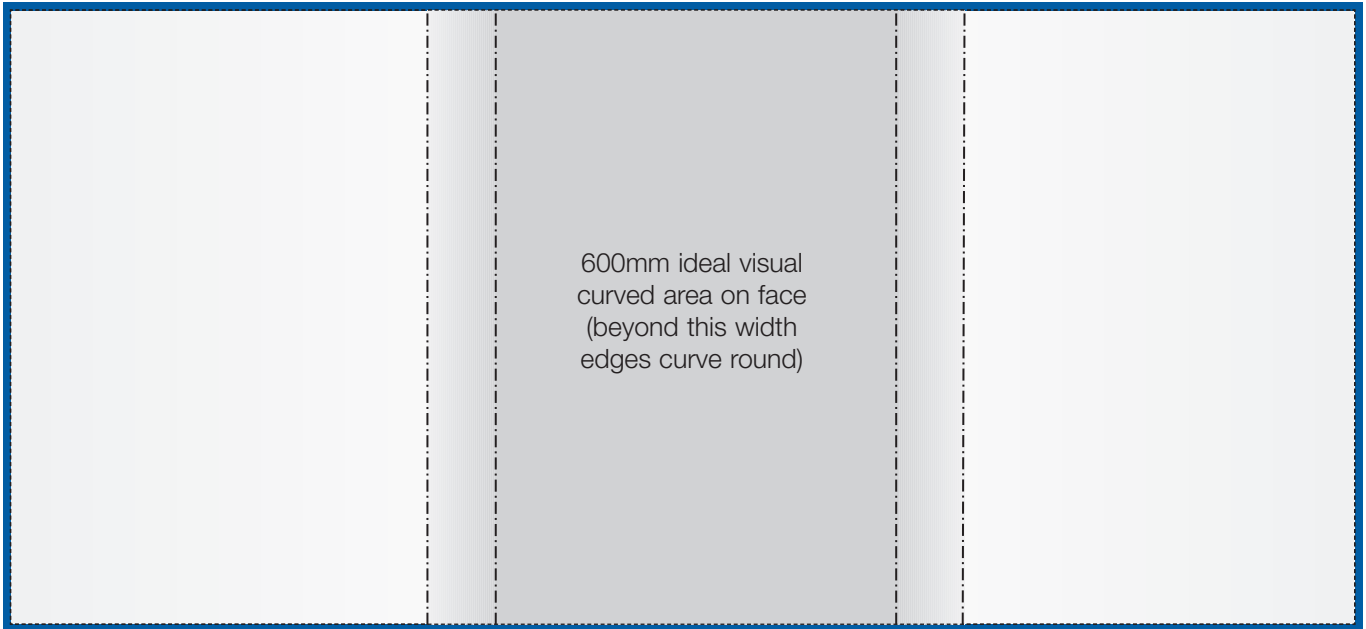 600mm ideal visual
curved area on face
(beyond this width
edges curve round)